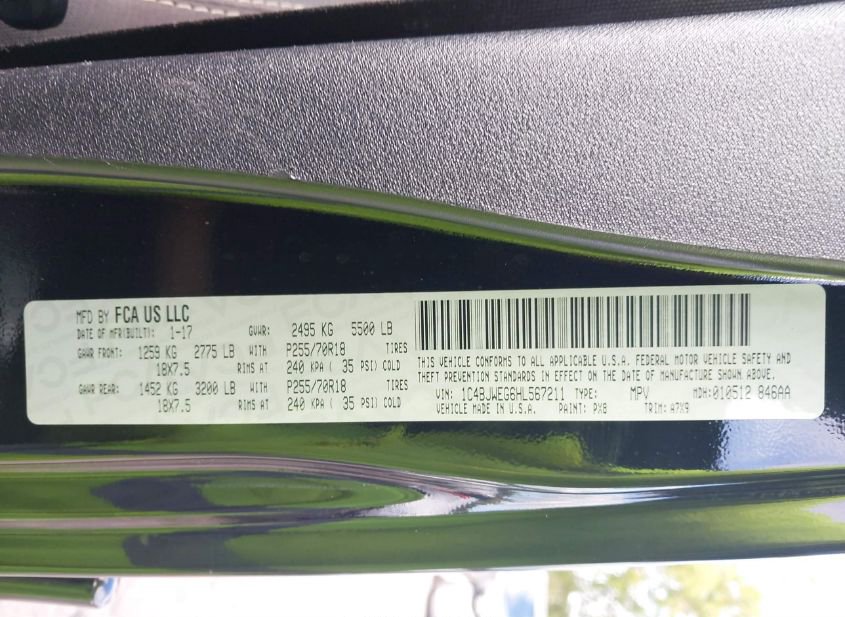 MFD BY FCA US LLC
DATE OF MFR(BUILT): 1-17 GVWR: 2495 KG 5500 LB
GAWR FRONT: 1259 KG 2775 LB WITH P255/70R18 TIRES
18X7.5 RIMS AT 240 KPA ( 35 PSI) COLD
GAWR REAR: 1452 KG 3200 LB WITH P255/70R18 TIRES
18X7.5 RIMS AT 240 KPA ( 35 PSI) COLD
THIS VEHICLE CONFORMS TO ALL APPLICABLE U.S.A. FEDERAL MOTOR VEHICLE SAFETY AND
THEFT PREVENTION STANDARDS IN EFFECT ON THE DATE OF MANUFACTURE SHOWN ABOVE.
VIN: 1C4BJWEG6HL567211 TYPE: MPV MDH:010512 846AA
VEHICLE MADE IN U.S.A. PAINT: PX8 TRIM: A7X9